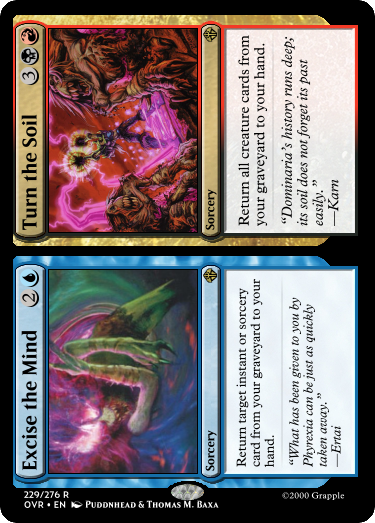 Excise the Mind 2
Sorcery
Return target instant or sorcery
card from your graveyard to your
hand.
“What has been given to you by
Phyrexia can be just as quickly
taken away.”
—Ertai
Turn the Soil 3
Sorcery
Return all creature cards from
your graveyard to your hand.
“Dominaria’s history runs deep;
its soil does not forget its past
easily.”
—Karn
229/276 R
OVR • EN Puddnhead & Thomas M. Baxa
©2000 Grapple